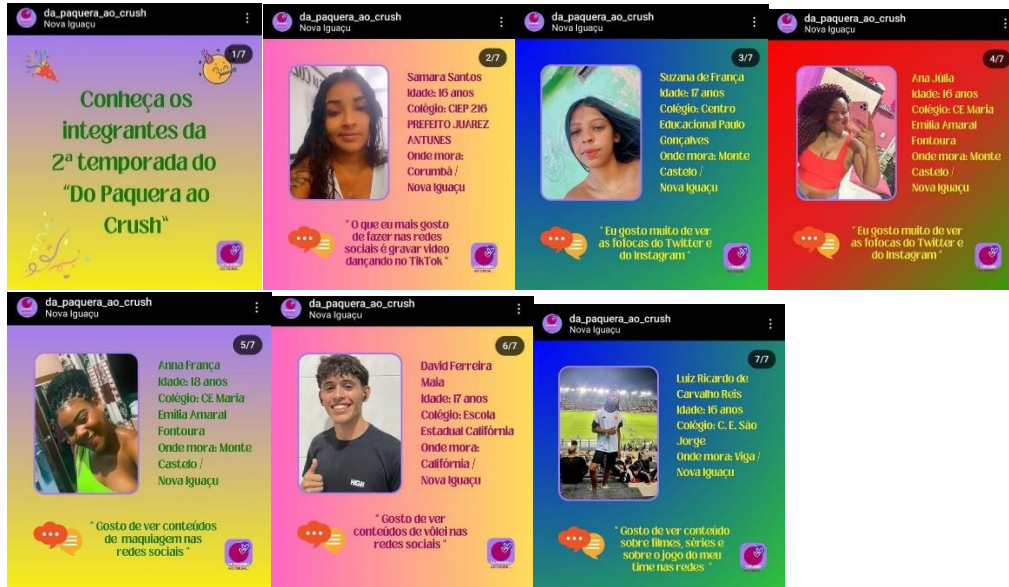 da_paquera_ao_crush
Nova Iguaçu
1/7
Conheça os
integrantes da
2ª temporada do
"Do Paquera ao
Crush"
da_paquera_ao_crush
Nova Iguaçu
2/7
Samara Santos
Idade: 16 anos
Colégio: CIEP 216
PREFEITO JUAREZ
ANTUNES
Onde mora:
Corumbá /
Nova Iguaçu
" O que eu mais gosto
de fazer nas redes
sociais é gravar video
dançando no TikTok "
da_paquera_ao_crush
Nova Iguaçu
3/7
Suzana de França
Idade: 17 anos
Colégio: Centro
Educacional Paulo
Gonçalves
Onde mora: Monte
Castelo /
Nova Iguaçu
" Eu gosto muito de ver
as fofocas do Twitter e
do Instagram "
da_paquera_ao_crush
Nova Iguaçu
4/7
Ana Júlia
Idade: 16 anos
Colégio: CE Maria
Emilia Amaral
Fontoura
Onde mora: Monte
Castelo /
Nova Iguaçu
" Eu gosto muito de ver
as fofocas do Twitter e
do Instagram "
da_paquera_ao_crush
Nova Iguaçu
5/7
Anna França
Idade: 18 anos
Colégio: CE Maria
Emilia Amaral
Fontoura
Onde mora: Monte
Castelo /
Nova Iguaçu
" Gosto de ver conteúdos
de maquiagem nas
redes sociais "
da_paquera_ao_crush
Nova Iguaçu
6/7
David Ferreira
Maia
Idade: 17 anos
Colégio: Escola
Estadual Califórnia
Onde mora:
Califórnia /
Nova Iguaçu
HIGH
" Gosto de ver
conteúdos de vôlei nas
redes sociais "
da_paquera_ao_crush
Nova Iguaçu
7/7
Luiz Ricardo de
Carvalho Reis
Idade: 16 anos
Colégio: C. E. São
Jorge
Onde mora: Viga /
Nova Iguaçu
" Gosto de ver conteúdo
sobre filmes, séries e
sobre o jogo do meu
time nas redes "